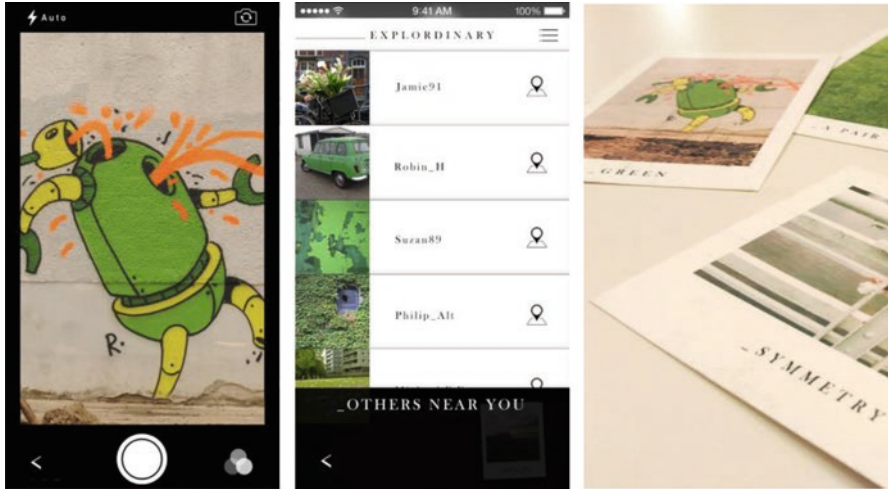 Auto
R.
9:41 AM
100%
EXPLORDINARY
Jamie91
Robin_H
Suzan89
Philip_Alt
_OTHERS NEAR YOU
_GREEN
_A PAIR
_SYMMETRY